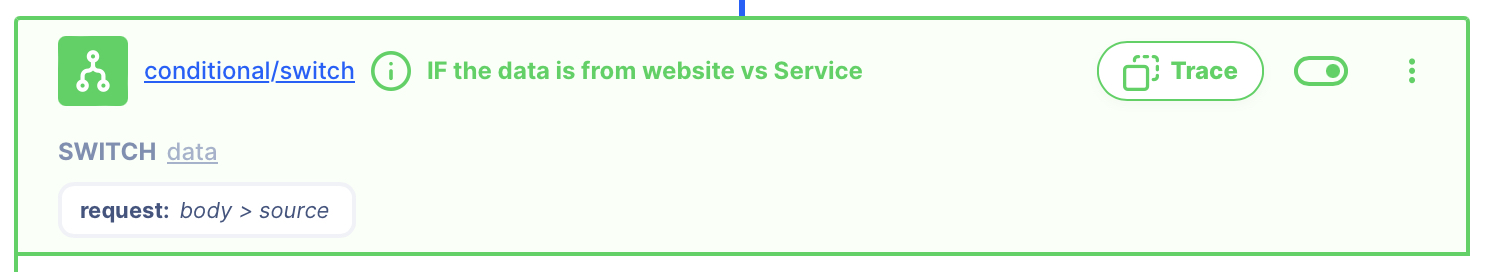 conditional/switch IF the data is from website vs Service Trace
SWITCH data
request: body > source